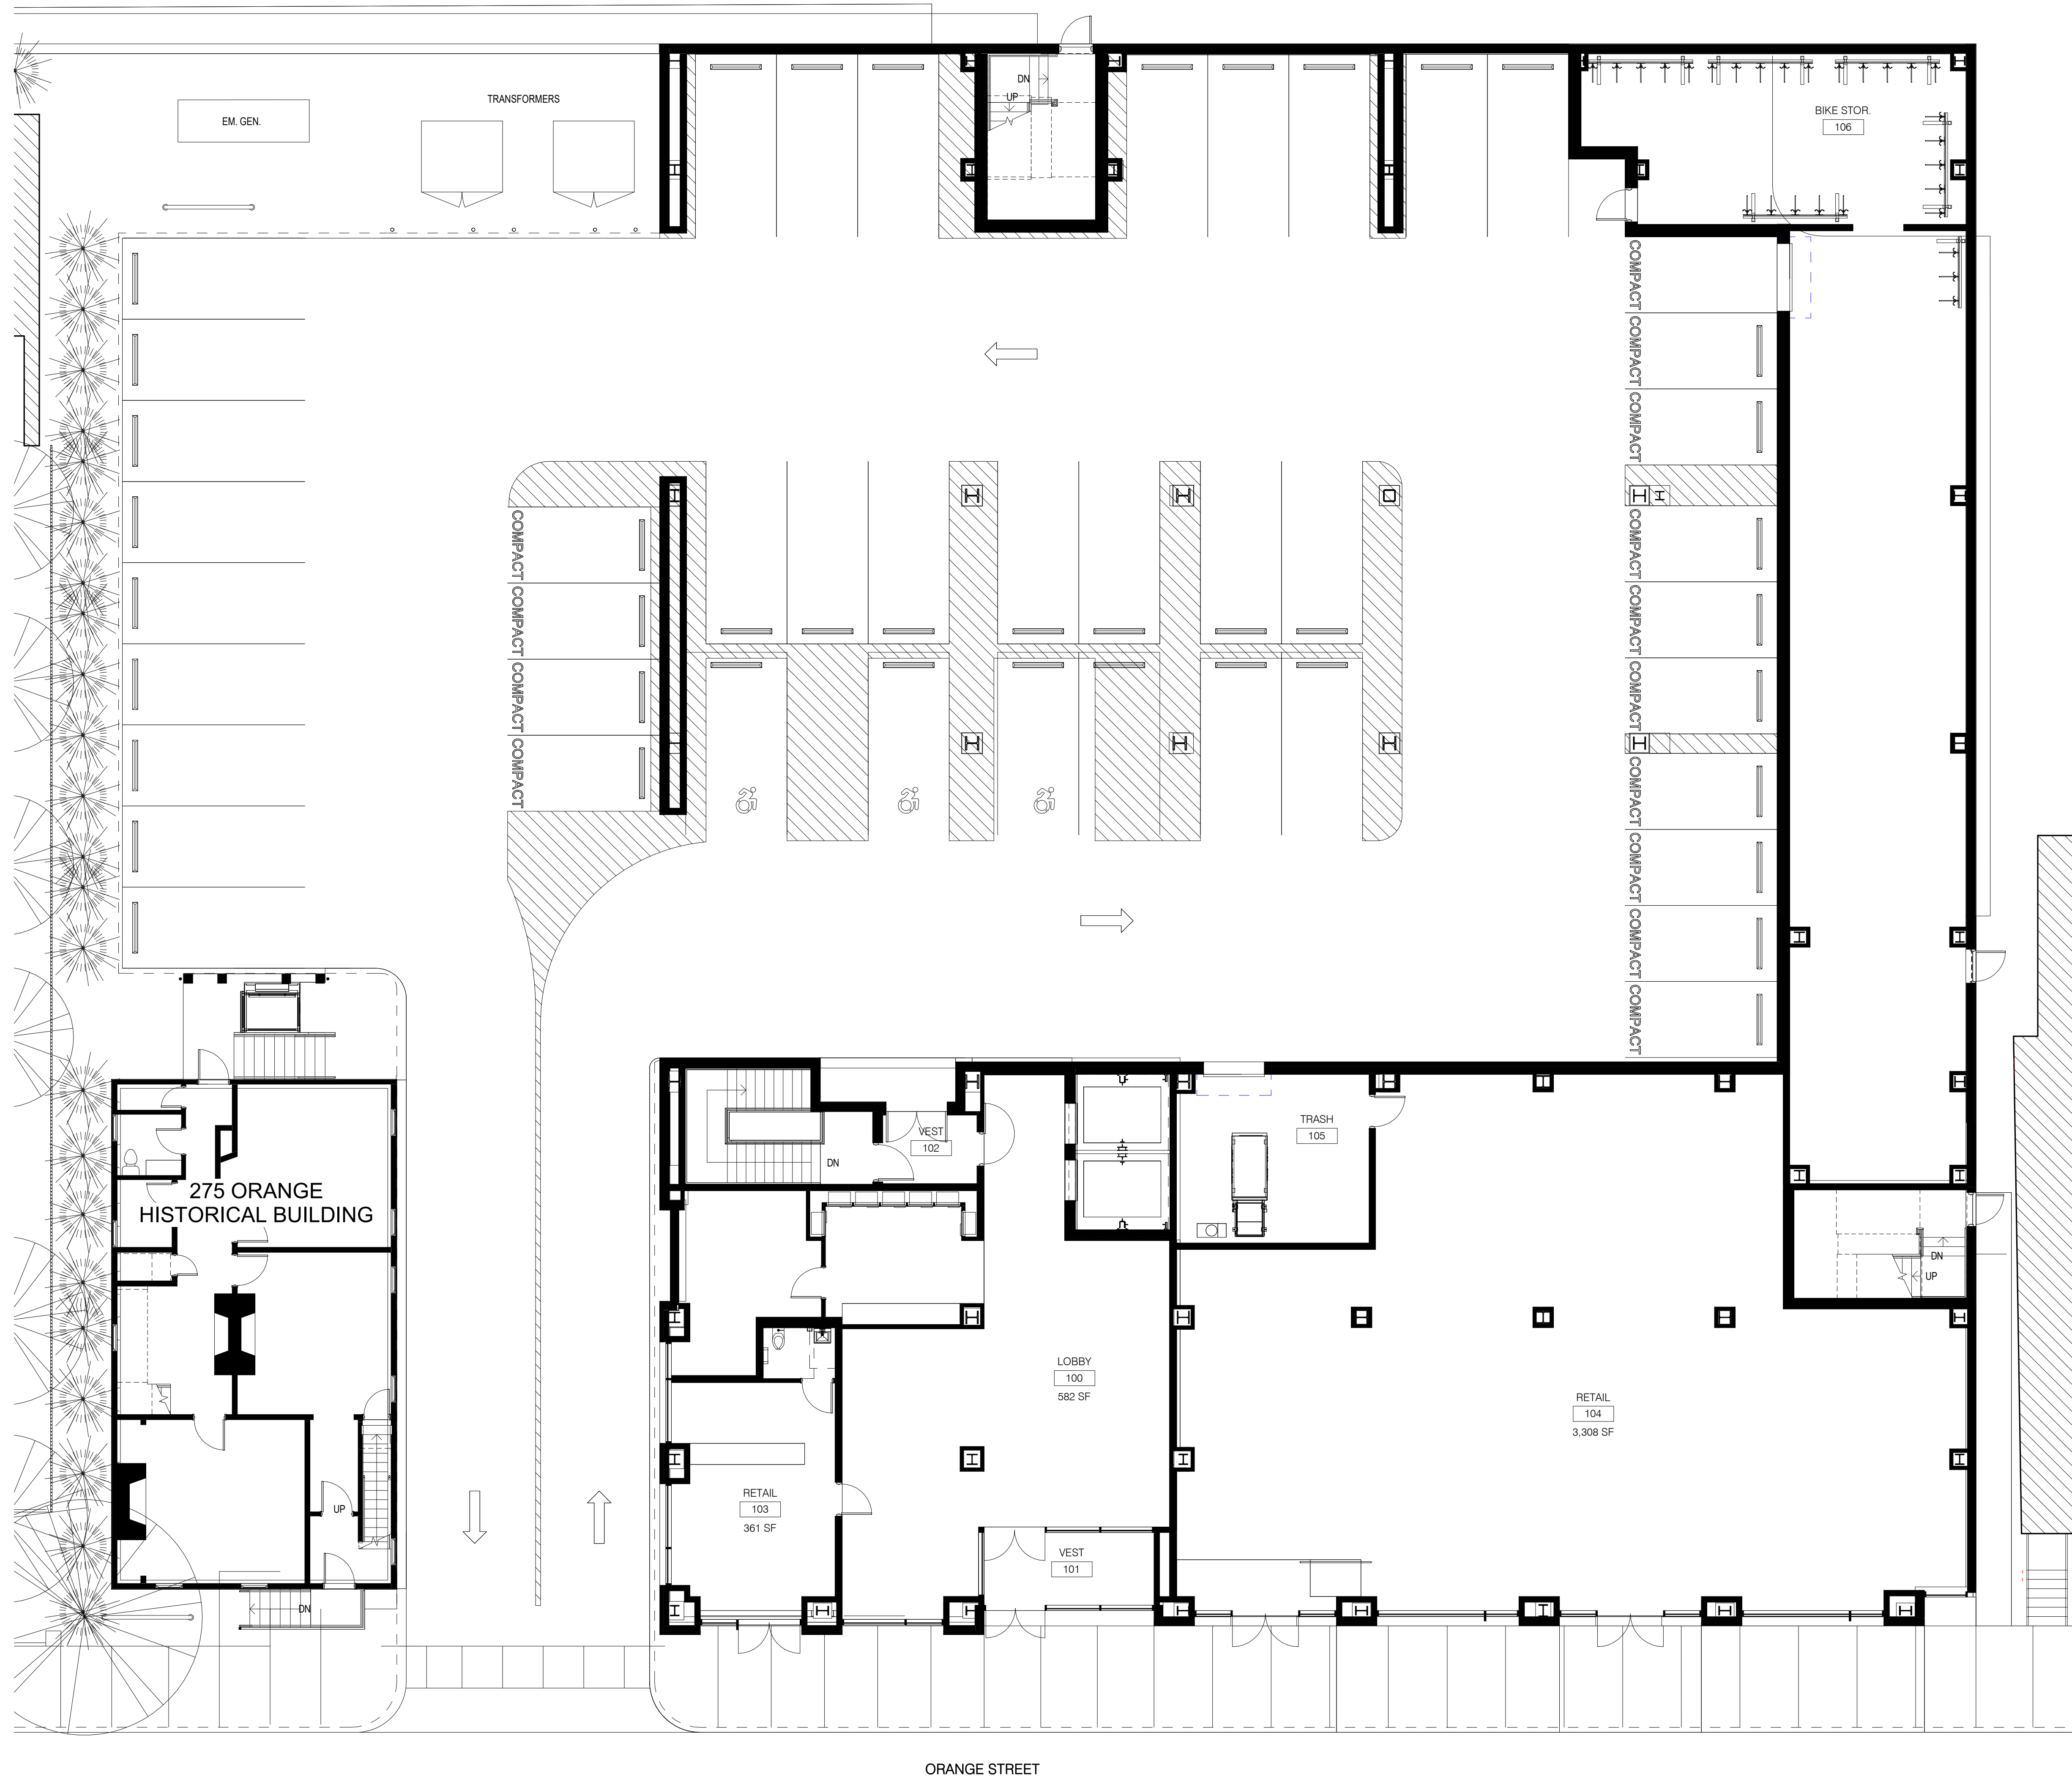 TRANSFORMERS
EM. GEN.
DN
UP
BIKE STOR.
106
COMPACT
COMPACT
COMPACT
COMPACT
COMPACT
COMPACT
COMPACT
COMPACT
COMPACT
COMPACT
COMPACT
COMPACT
COMPACT
COMPACT
TRASH
105
VEST
102
DN
275 ORANGE
HISTORICAL BUILDING
DN
UP
LOBBY
100
582 SF
RETAIL
104
3,308 SF
RETAIL
103
361 SF
UP
VEST
101
DN
ORANGE STREET